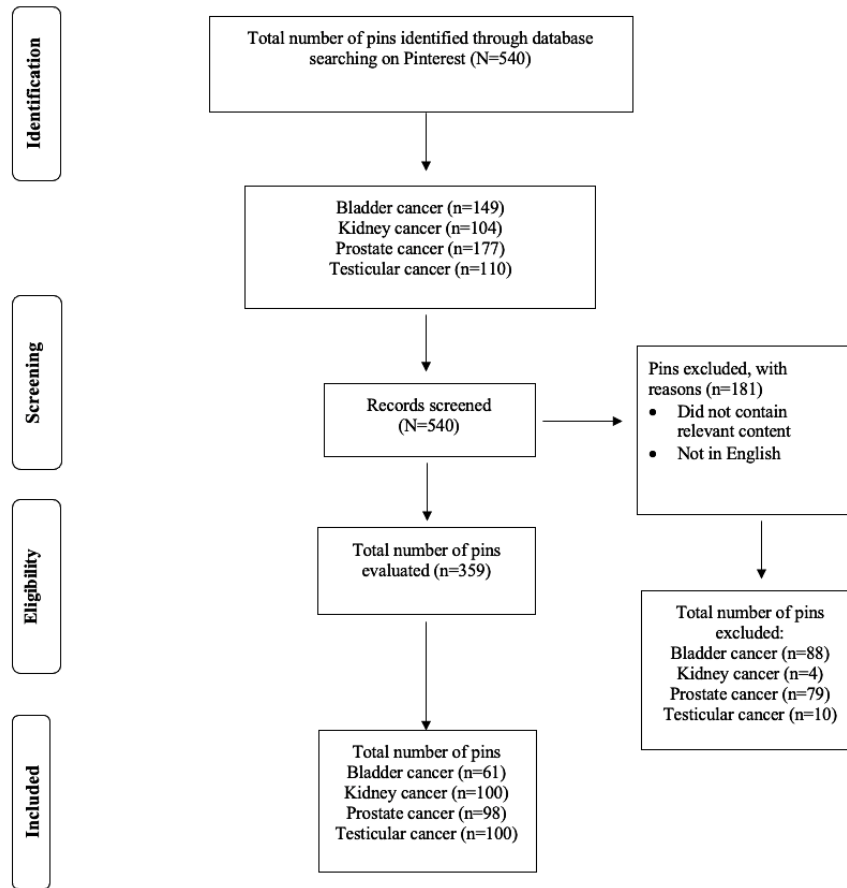 Identification
Total number of pins identified through database
searching on Pinterest (N=540)
Bladder cancer (n=149)
Kidney cancer (n=104)
Prostate cancer (n=177)
Testicular cancer (n=110)
Screening
Records screened
(N=540)
Pins excluded, with
reasons (n=181)
• Did not contain
relevant content
• Not in English
Eligibility
Total number of pins
evaluated (n=359)
Total number of pins
excluded:
Bladder cancer (n=88)
Kidney cancer (n=4)
Prostate cancer (n=79)
Testicular cancer (n=10)
Included
Total number of pins
Bladder cancer (n=61)
Kidney cancer (n=100)
Prostate cancer (n=98)
Testicular cancer (n=100)